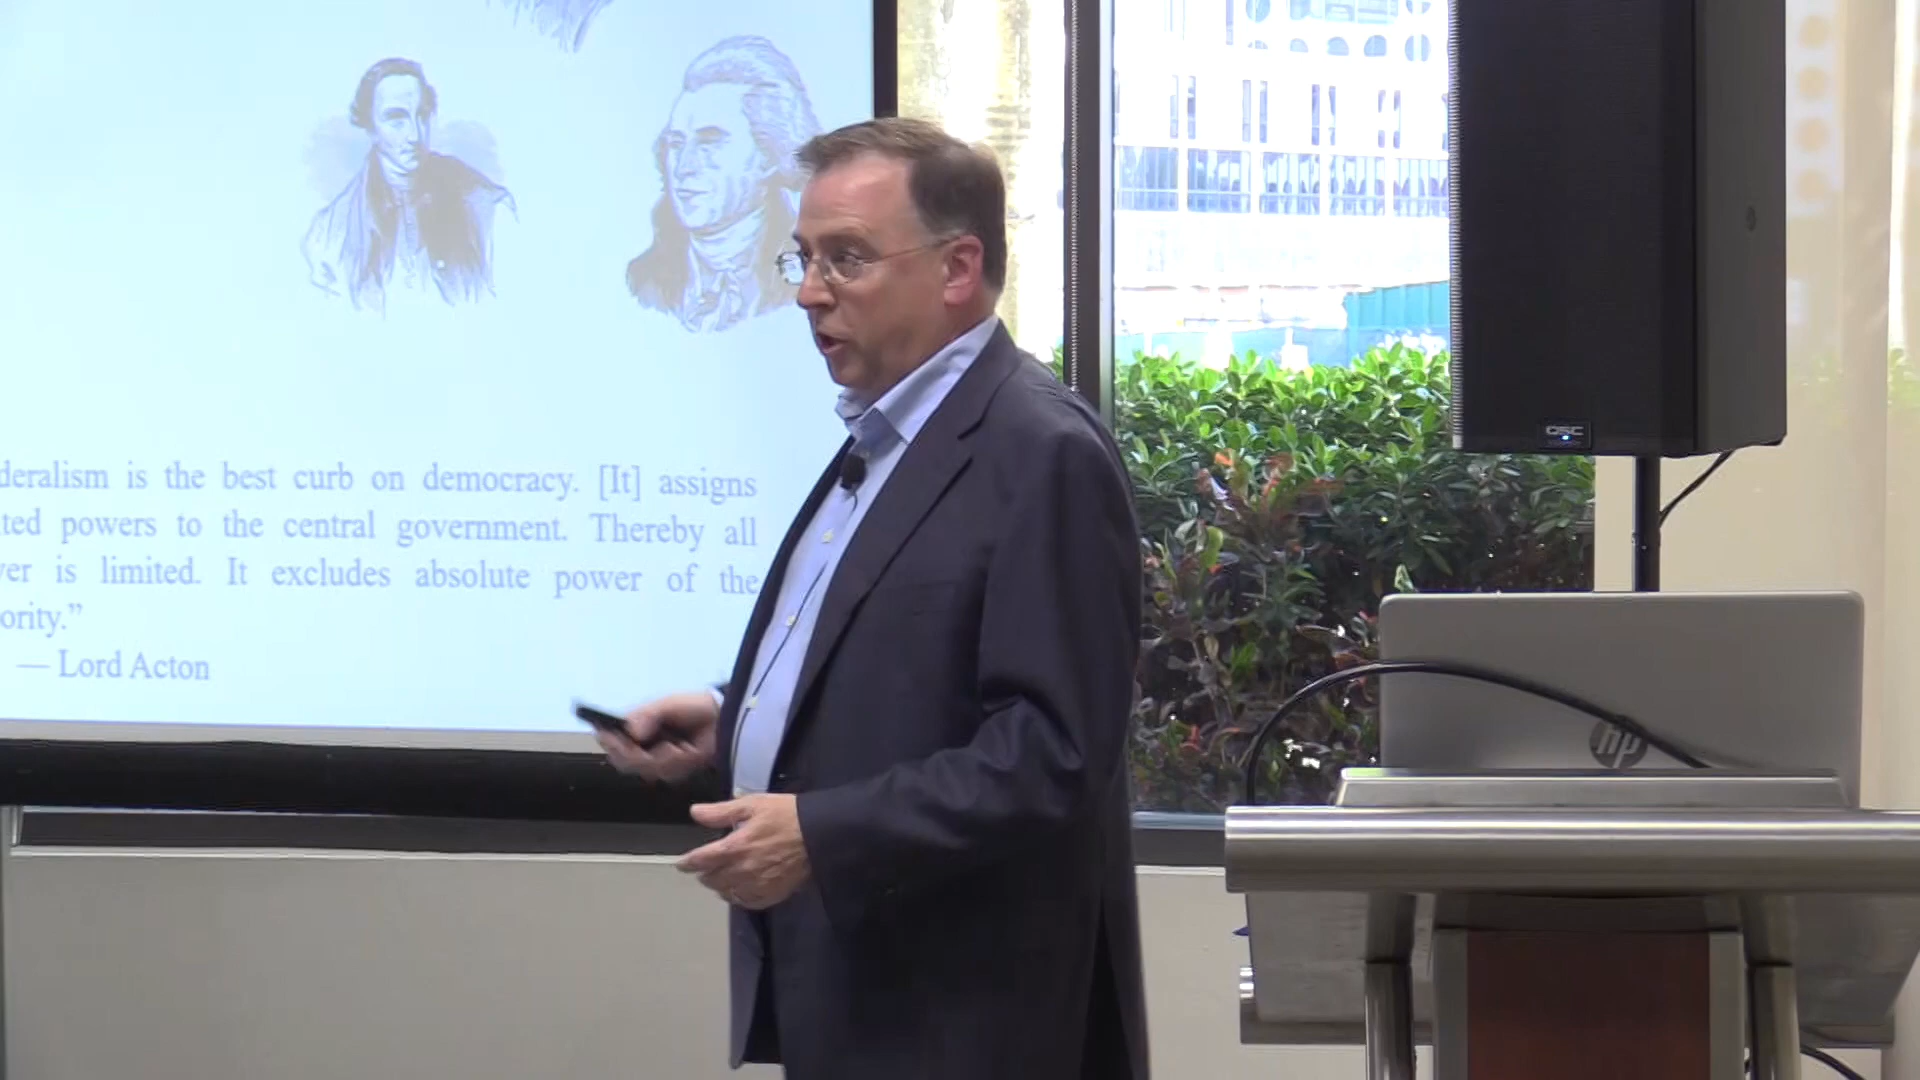 deralism is the best curb on democracy. [It] assigns
ted powers to the central government. Thereby all
er is limited. It excludes absolute power of the
ority.”
— Lord Acton
QSC
hp